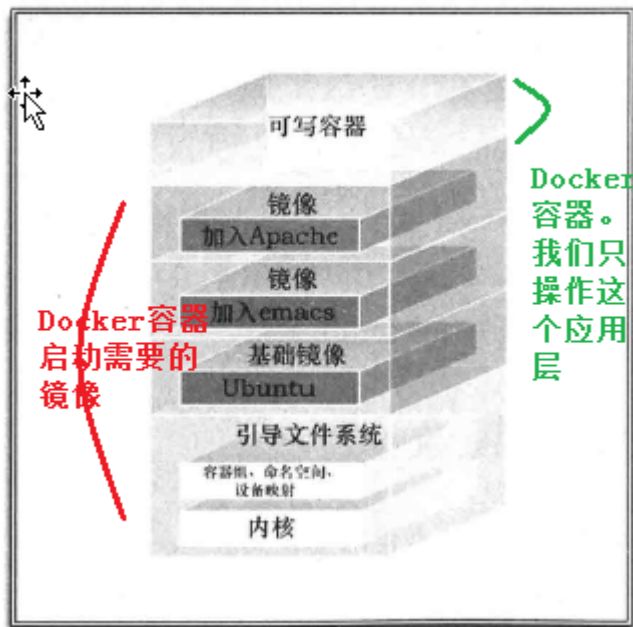 可写容器
镜像
加入Apache
镜像
加入emacs
基础镜像
Ubuntu
引导文件系统
容器组、命名空间、
设备映射
内核
Docker容器
启动需要的
镜像
Docker
容器。
我们只
操作这
个应用
层